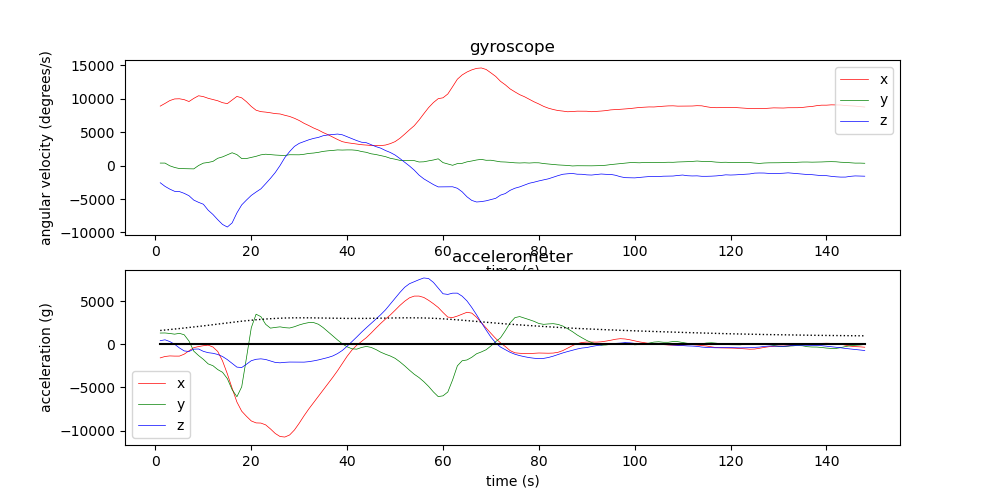 gyroscope
angular velocity (degrees/s)
15000
10000
5000
0
−5000
−10000
x
y
z
0 20 40 60 80 100 120 140
time (s)
accelerometer
acceleration (g)
5000
0
−5000
−10000
x
y
z
0 20 40 60 80 100 120 140
time (s)